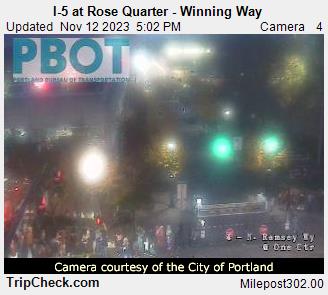 I-5 at Rose Quarter - Winning Way
Updated Nov 12 2023 5:02 PM Camera 4
PBOT
PORTLAND BUREAU OF TRANSPORTATION
4 - N. Ramsey Wy
@ One Ctr
Camera courtesy of the City of Portland
TripCheck.com Milepost302.00